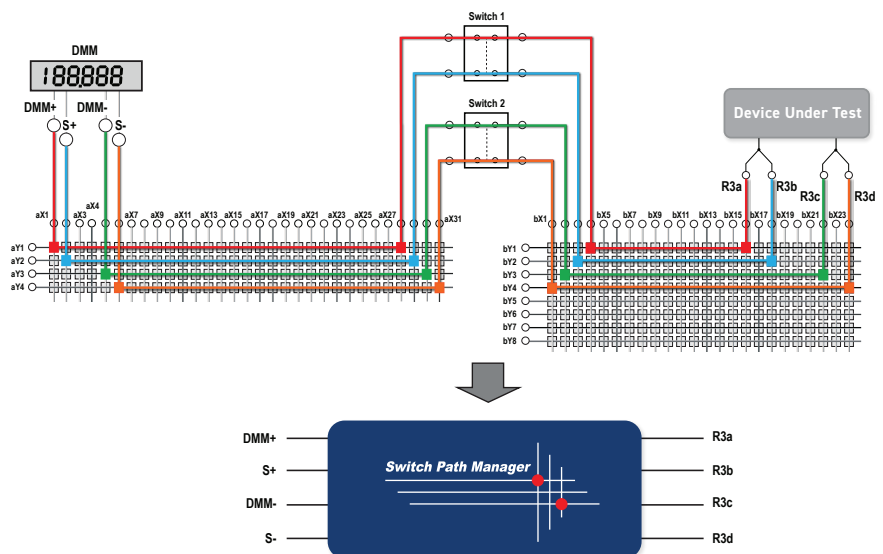 Switch 1
DMM
188.888
DMM+
DMM-
S+
S-
Switch 2
Device Under Test
R3a
R3b
R3c
R3d
aX1
aX3
aX4
aX7
aX9
aX11
aX13
aX15
aX17
aX19
aX21
aX23
aX25
aX27
aX31
bX1
bX5
bX7
bX9
bX11
bX13
bX15
bX17
bX19
bX21
bX23
aY1
aY2
aY3
aY4
bY1
bY2
bY3
bY4
bY5
bY6
bY7
bY8
DMM+
S+
DMM-
S-
Switch Path Manager
R3a
R3b
R3c
R3d